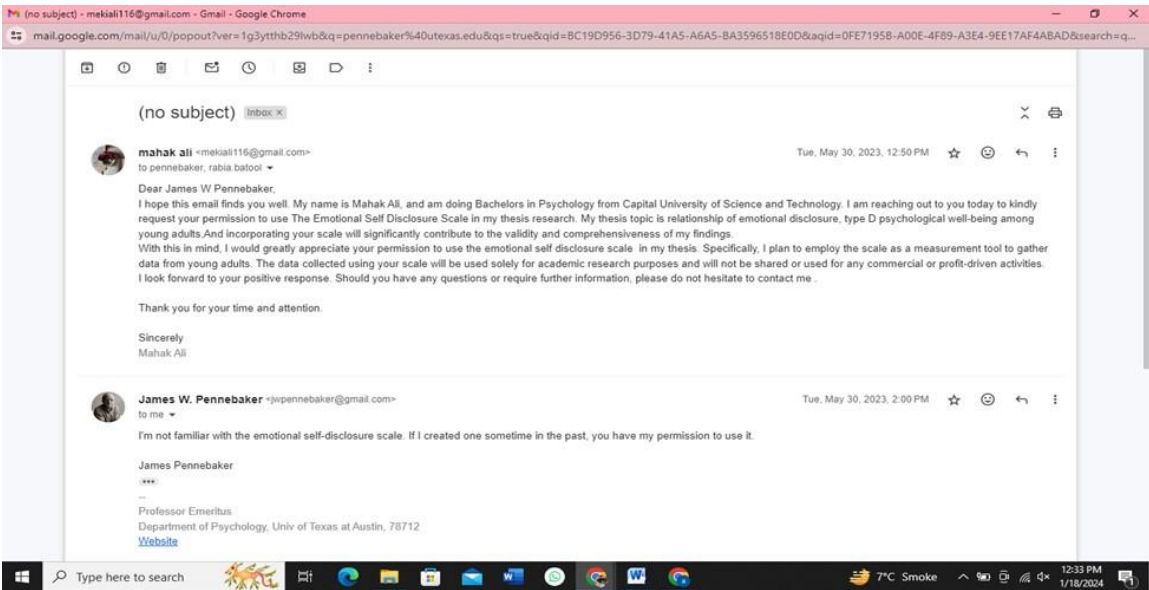 (no subject) - mekiali116@gmail.com - Gmail - Google Chrome
mail.google.com/mail/u/0/popout?ver=1g3ytthb29lwb&q=pennebaker%40utexas.edu&qs=true&qid=BC19D956-3D79-41A5-A6A5-BA3596518E0D&aqid=0FE7195B-A00E-4F89-A3E4-9EE17AF4ABAD&search=q...
(no subject) Inbox ×
mahak ali <mekiali116@gmail.com> Tue, May 30, 2023, 12:50 PM
to pennebaker, rabia.batool
Dear James W Pennebaker,
I hope this email finds you well. My name is Mahak Ali, and am doing Bachelors in Psychology from Capital University of Science and Technology. I am reaching out to you today to kindly
request your permission to use The Emotional Self Disclosure Scale in my thesis research. My thesis topic is relationship of emotional disclosure, type D psychological well-being among
young adults,And incorporating your scale will significantly contribute to the validity and comprehensiveness of my findings.
With this in mind, I would greatly appreciate your permission to use the emotional self disclosure scale in my thesis. Specifically, I plan to employ the scale as a measurement tool to gather
data from young adults. The data collected using your scale will be used solely for academic research purposes and will not be shared or used for any commercial or profit-driven activities.
I look forward to your positive response. Should you have any questions or require further information, please do not hesitate to contact me .
Thank you for your time and attention.
Sincerely
Mahak Ali
James W. Pennebaker <jwpennebaker@gmail.com> Tue, May 30, 2023, 2:00 PM
to me
I'm not familiar with the emotional self-disclosure scale. If I created one sometime in the past, you have my permission to use it.
James Pennebaker
•••
--
Professor Emeritus
Department of Psychology, Univ of Texas at Austin, 78712
Website
Type here to search
7°C Smoke
12:33 PM
1/18/2024